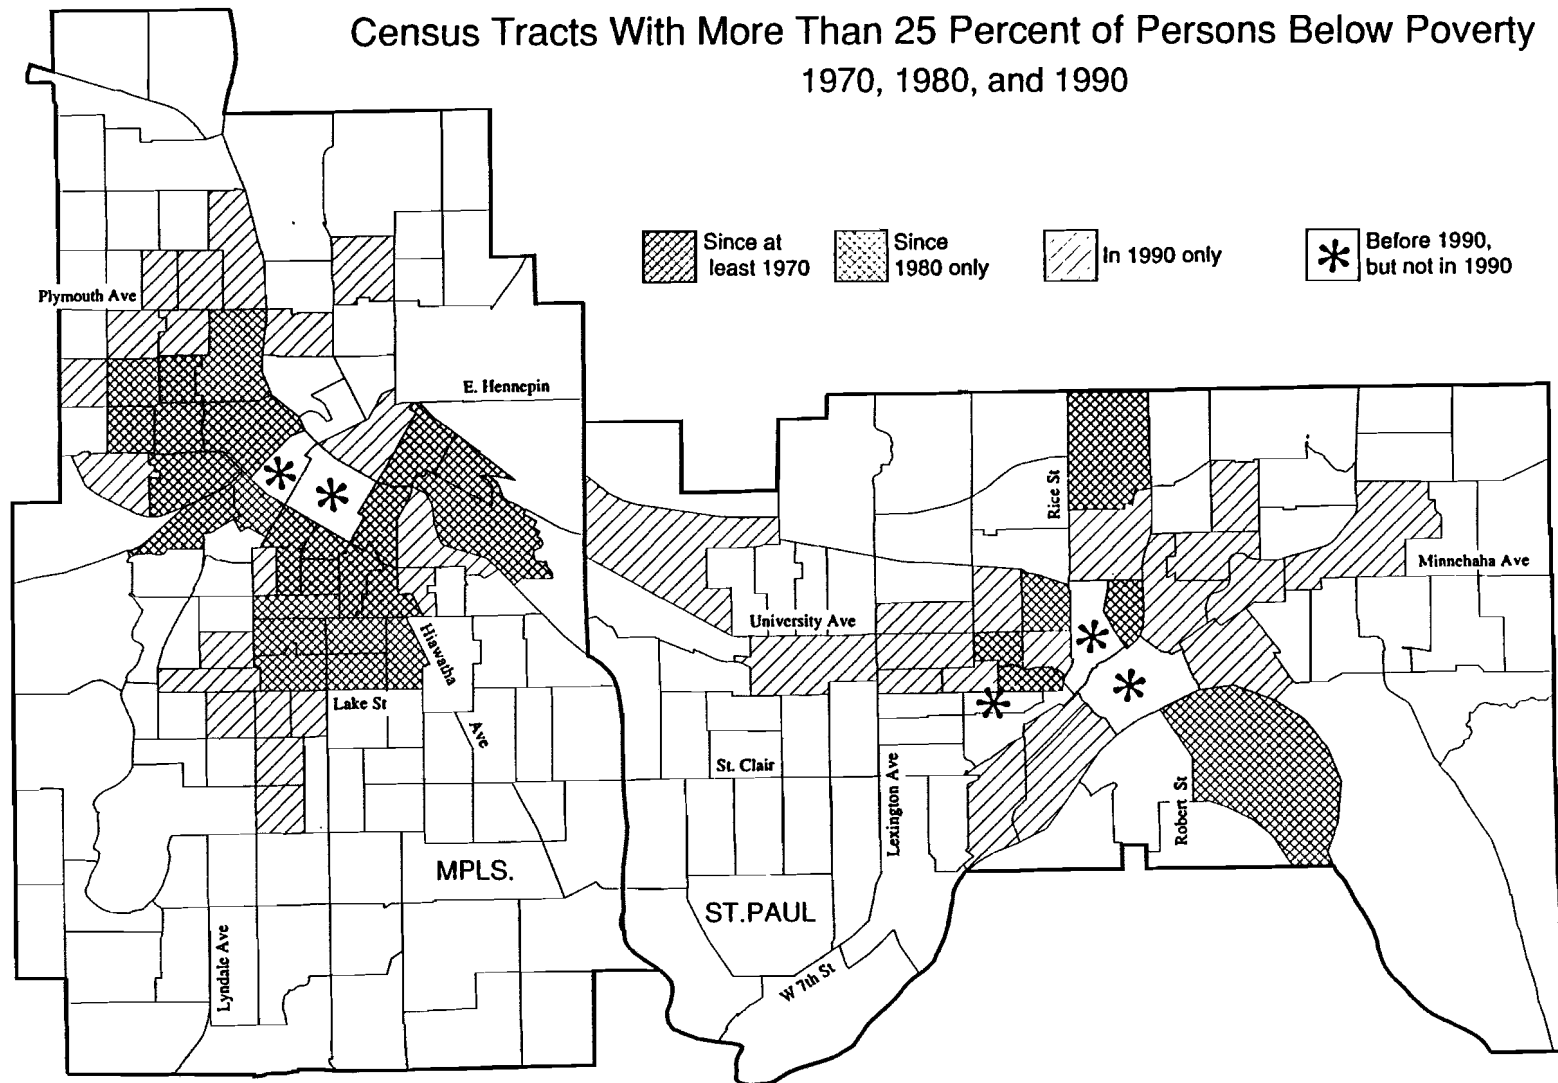 Census Tracts With More Than 25 Percent of Persons Below Poverty
1970, 1980, and 1990
Since at
least 1970
Since
1980 only
In 1990 only
Before 1990,
but not in 1990
Plymouth Ave
E. Hennepin
Rice St
Minnehaha Ave
University Ave
Hiawatha
Ave
Lake St
St. Clair
Lexington Ave
Robert St
MPLS.
ST.PAUL
Lyndale Ave
W 7th St